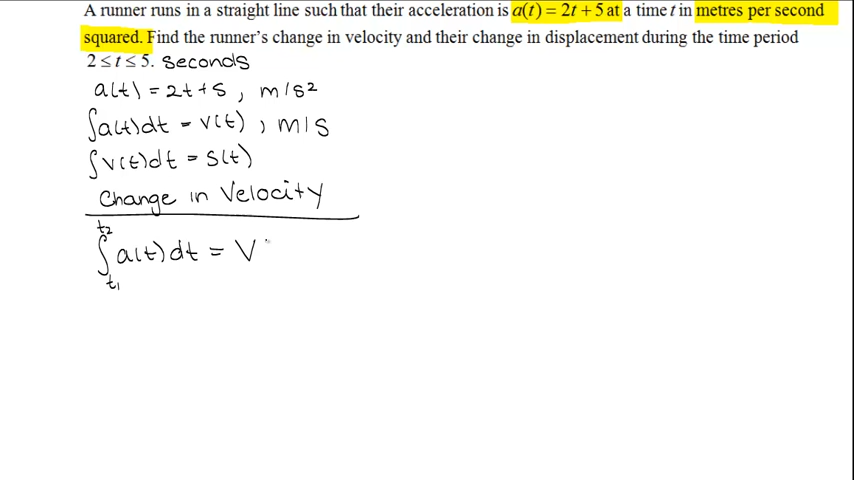 A runner runs in a straight line such that their acceleration is a(t) = 2t + 5 at a time t in metres per second
squared. Find the runner's change in velocity and their change in displacement during the time period
2 ≤ t ≤ 5. seconds
a(t) = 2t + 5 , m/s²
∫a(t)dt = v(t) , m/s
∫v(t)dt = s(t)
Change in Velocity
t2
∫a(t)dt = V
t1